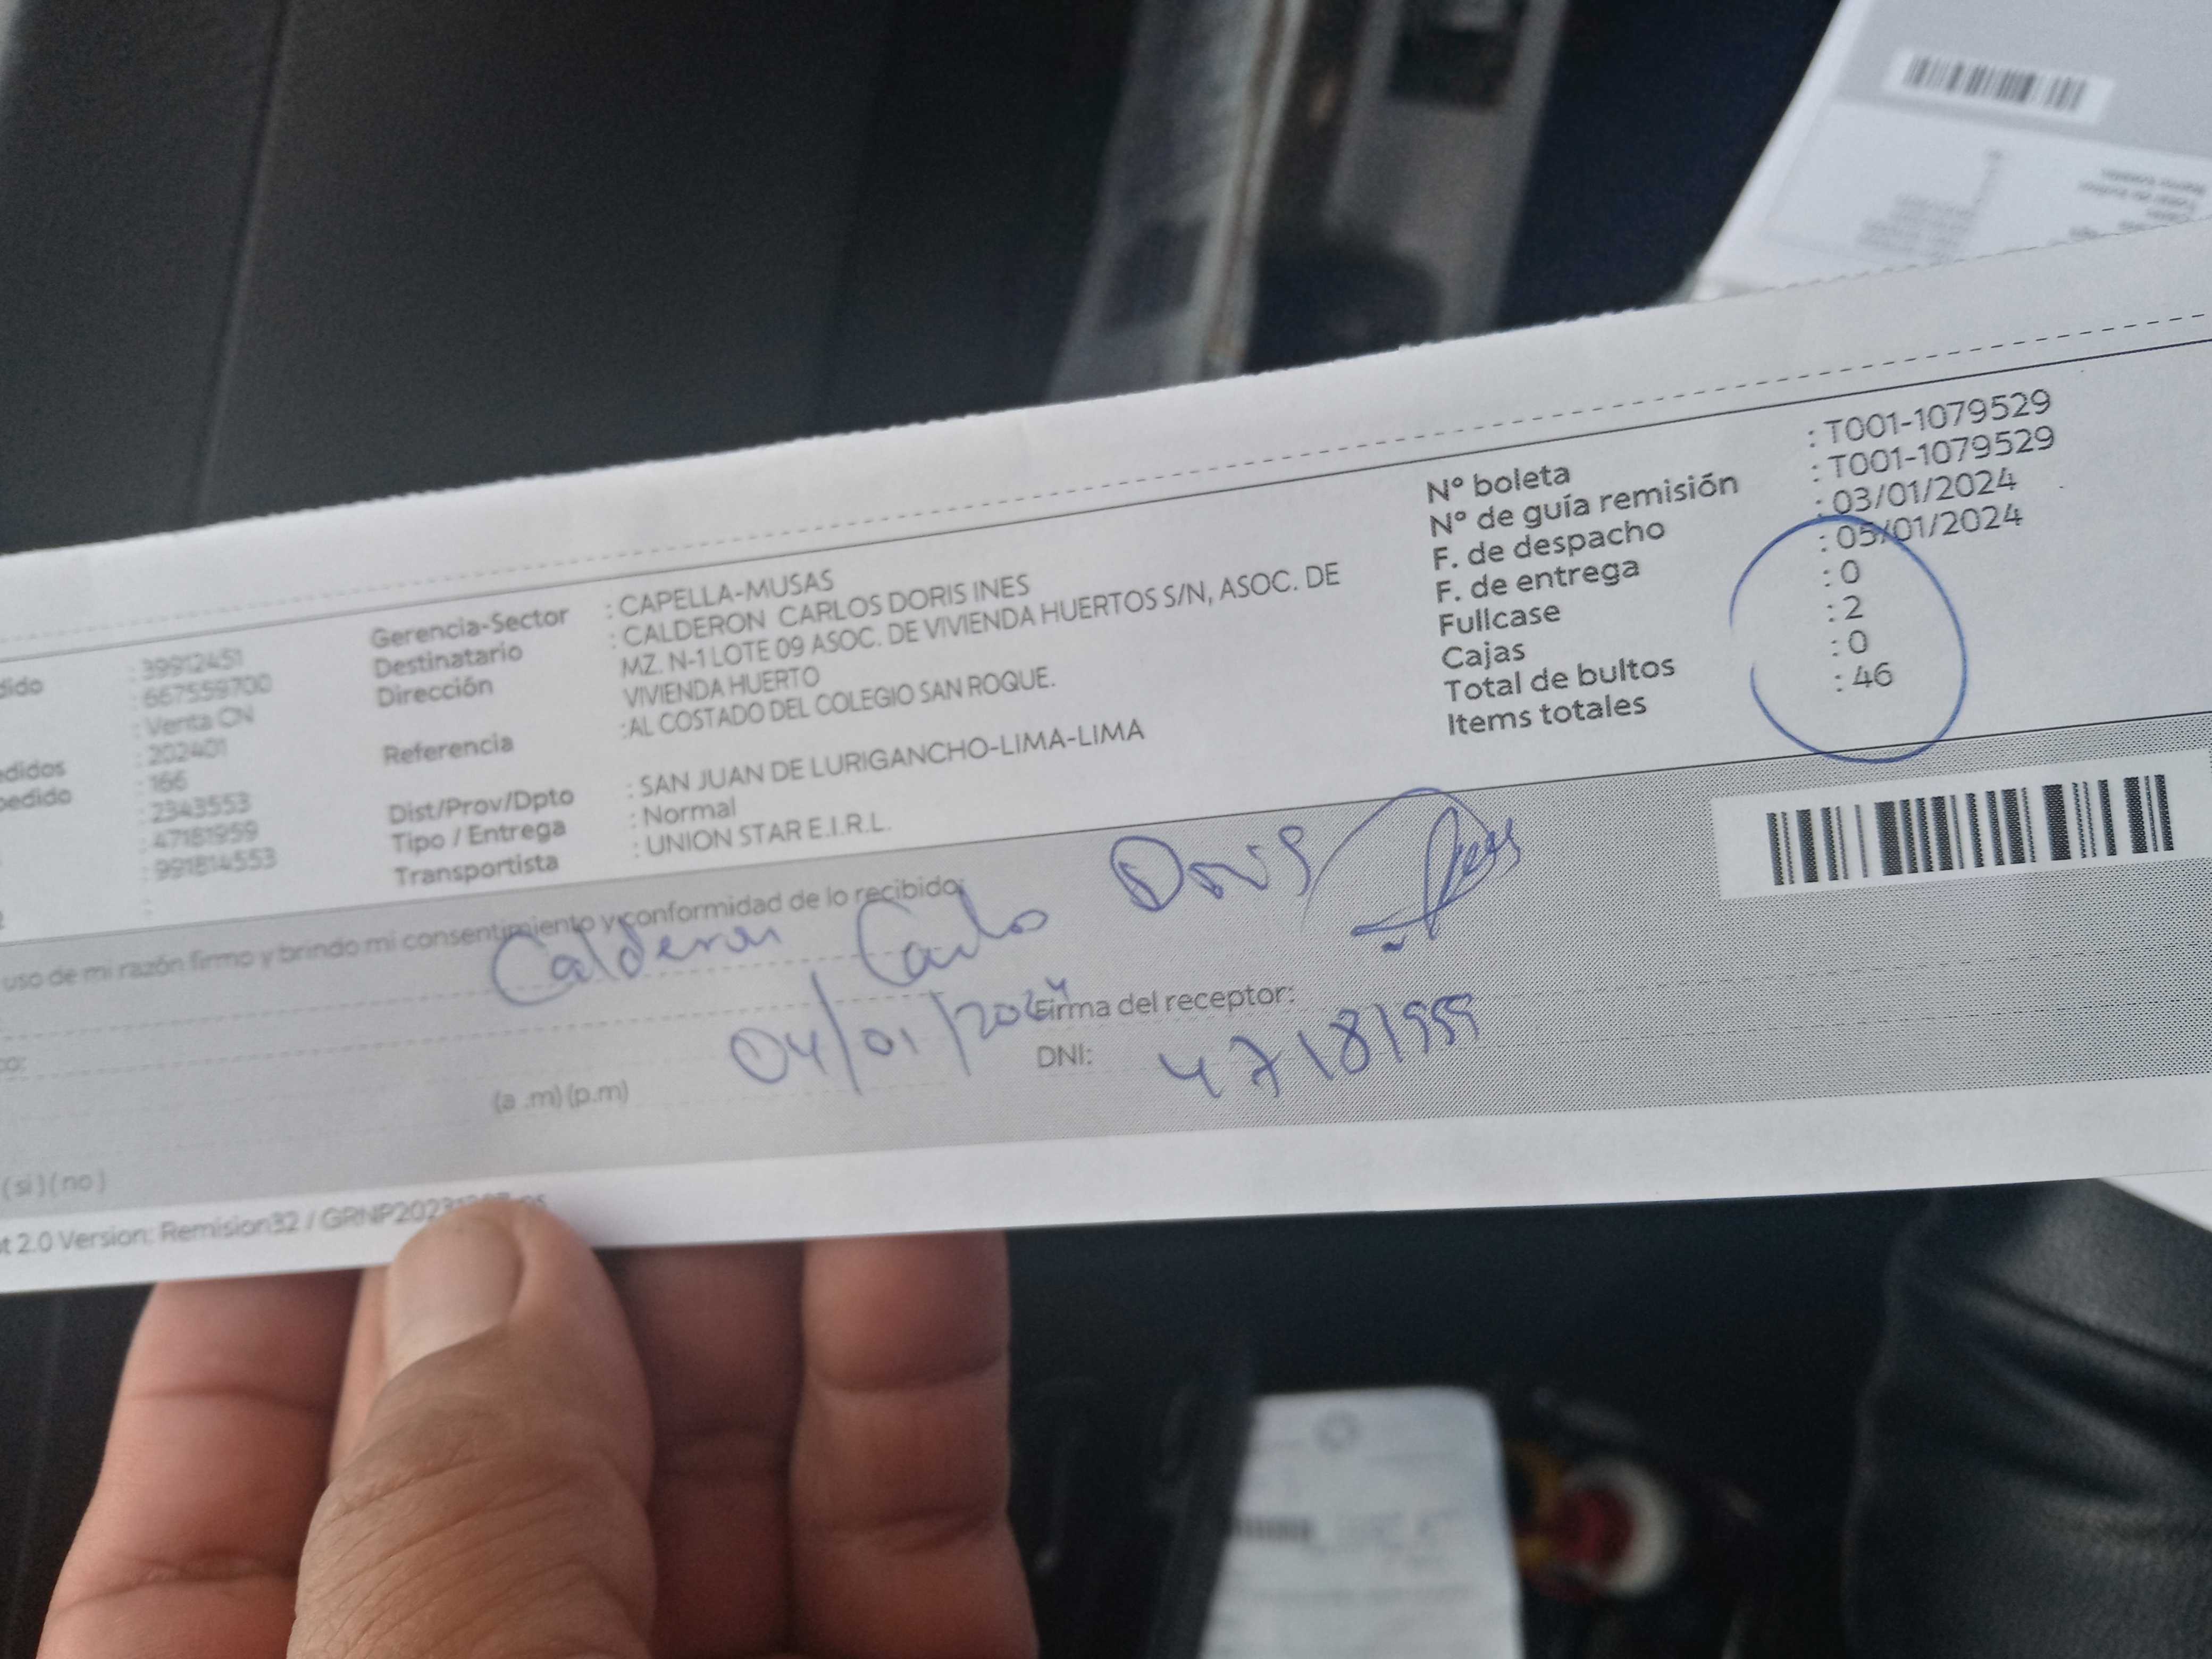 dido : 39912451
: 667559700
: Venta CN
edidos : 202401
pedido : 166
: 2343553
: 47181959
: 991814553
:
Gerencia-Sector : CAPELLA-MUSAS
Destinatario : CALDERON CARLOS DORIS INES
Dirección MZ. N-1 LOTE 09 ASOC. DE VIVIENDA HUERTOS S/N, ASOC. DE
VIVIENDA HUERTO
Referencia : AL COSTADO DEL COLEGIO SAN ROQUE.
Dist/Prov/Dpto : SAN JUAN DE LURIGANCHO-LIMA-LIMA
Tipo / Entrega : Normal
Transportista : UNION STAR E.I.R.L.
Nº boleta : T001-1079529
Nº de guía remisión : T001-1079529
F. de despacho : 03/01/2024
F. de entrega : 05/01/2024
Fullcase : 0
Cajas : 2
Total de bultos : 0
Items totales : 46
uso de mi razón firmo y brindo mi consentimiento y conformidad de lo recibido:
Calderon Carlo Doris
04/01/2024 Firma del receptor:
(a .m) (p.m) DNI: 47181959
(si) (no)
2.0 Version: Remision32 /